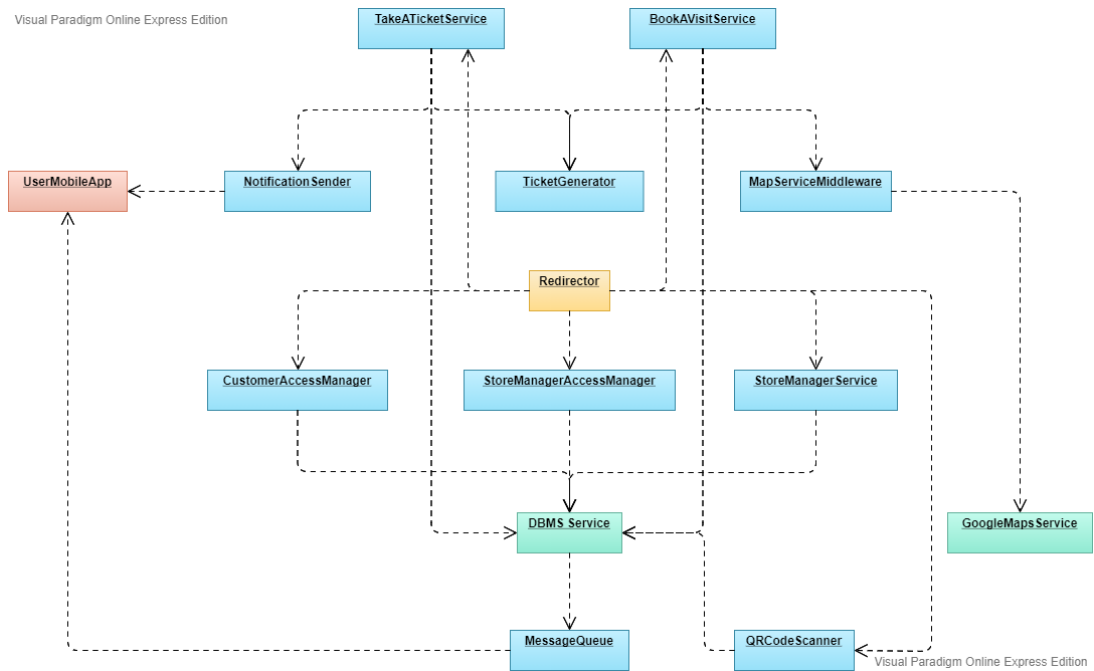 Visual Paradigm Online Express Edition
TakeATicketService
BookAVisitService
UserMobileApp
NotificationSender
TicketGenerator
MapServiceMiddleware
Redirector
CustomerAccessManager
StoreManagerAccessManager
StoreManagerService
DBMS Service
GoogleMapsService
MessageQueue
QRCodeScanner
Visual Paradigm Online Express Edition